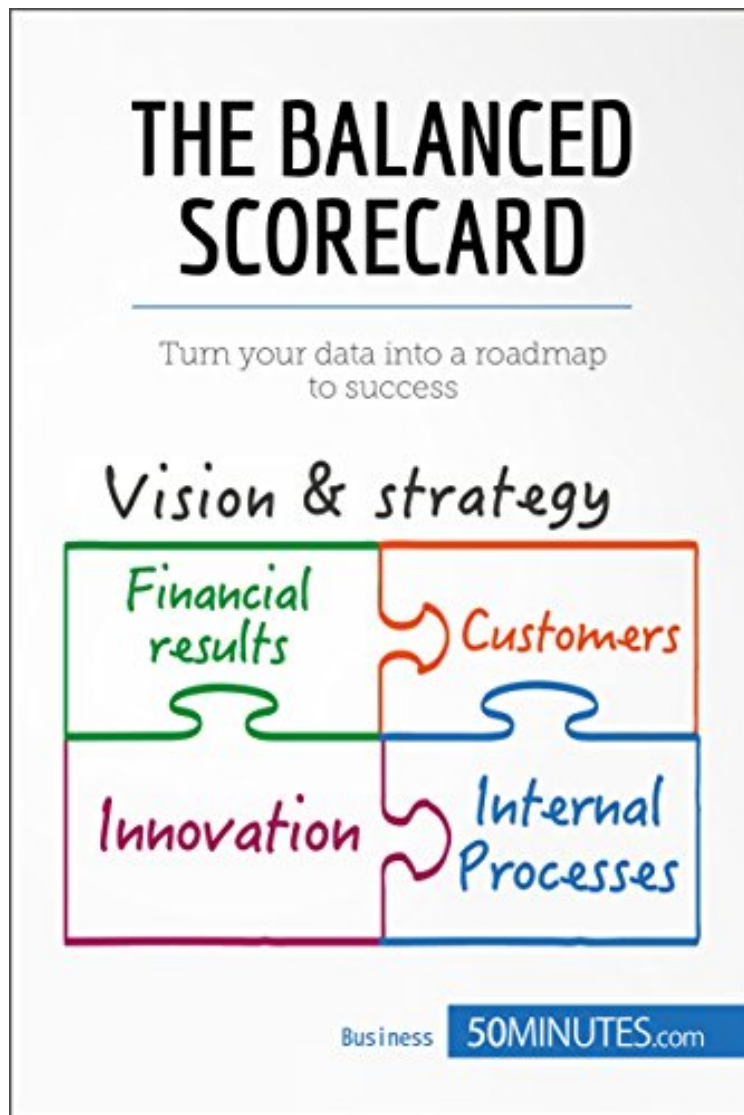 THE BALANCED
SCORECARD
Turn your data into a roadmap
to success
Vision & strategy
Financial
results
Customers
Innovation
Internal
Processes
Business
50MINUTES.com